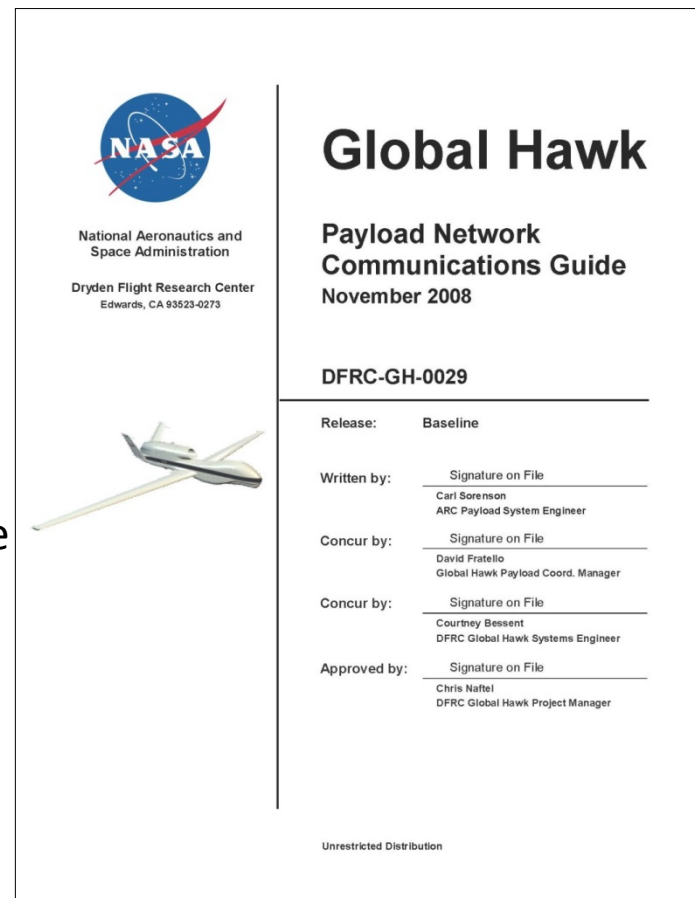 NASA
National Aeronautics and
Space Administration
Dryden Flight Research Center
Edwards, CA 93523-0273
e
Global Hawk
Payload Network
Communications Guide
November 2008
DFRC-GH-0029
Release: Baseline
Written by: Signature on File
Carl Sorenson
ARC Payload System Engineer
Concur by: Signature on File
David Fratello
Global Hawk Payload Coord. Manager
Concur by: Signature on File
Courtney Bessent
DFRC Global Hawk Systems Engineer
Approved by: Signature on File
Chris Naftel
DFRC Global Hawk Project Manager
Unrestricted Distribution